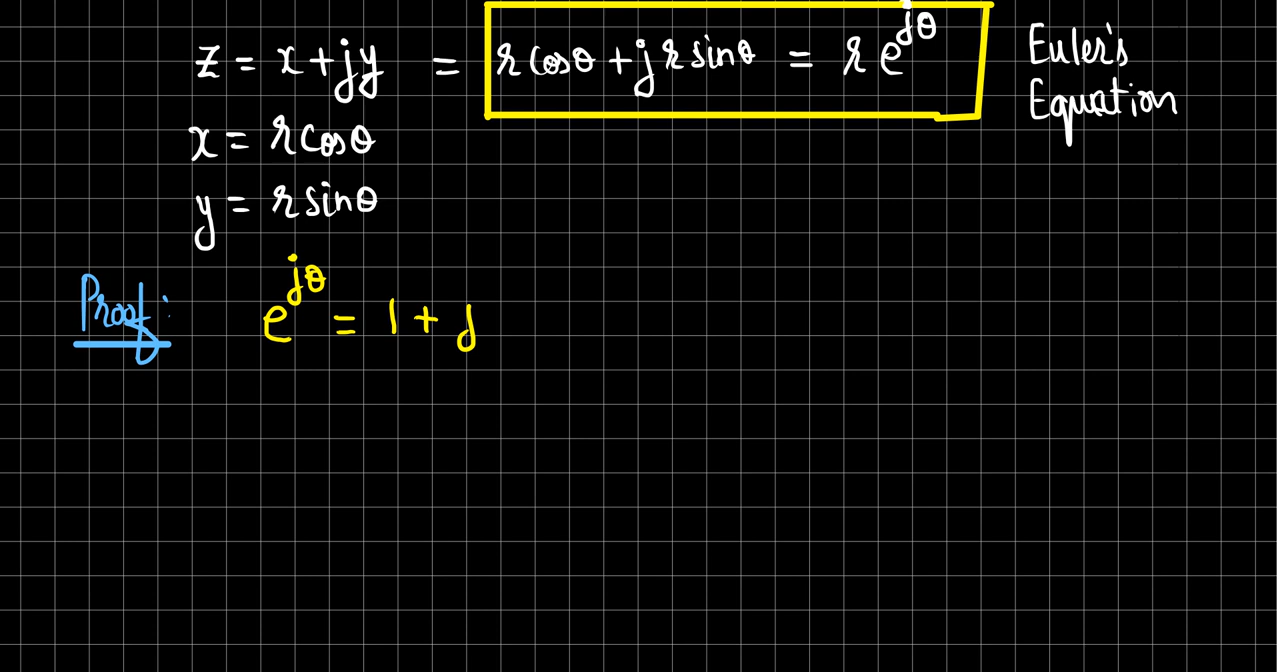 z = x + jy = r cosθ + j r sinθ = r e^{jθ} Euler's Equation
x = r cosθ
y = r sinθ
Proof: e^{jθ} = 1 + j